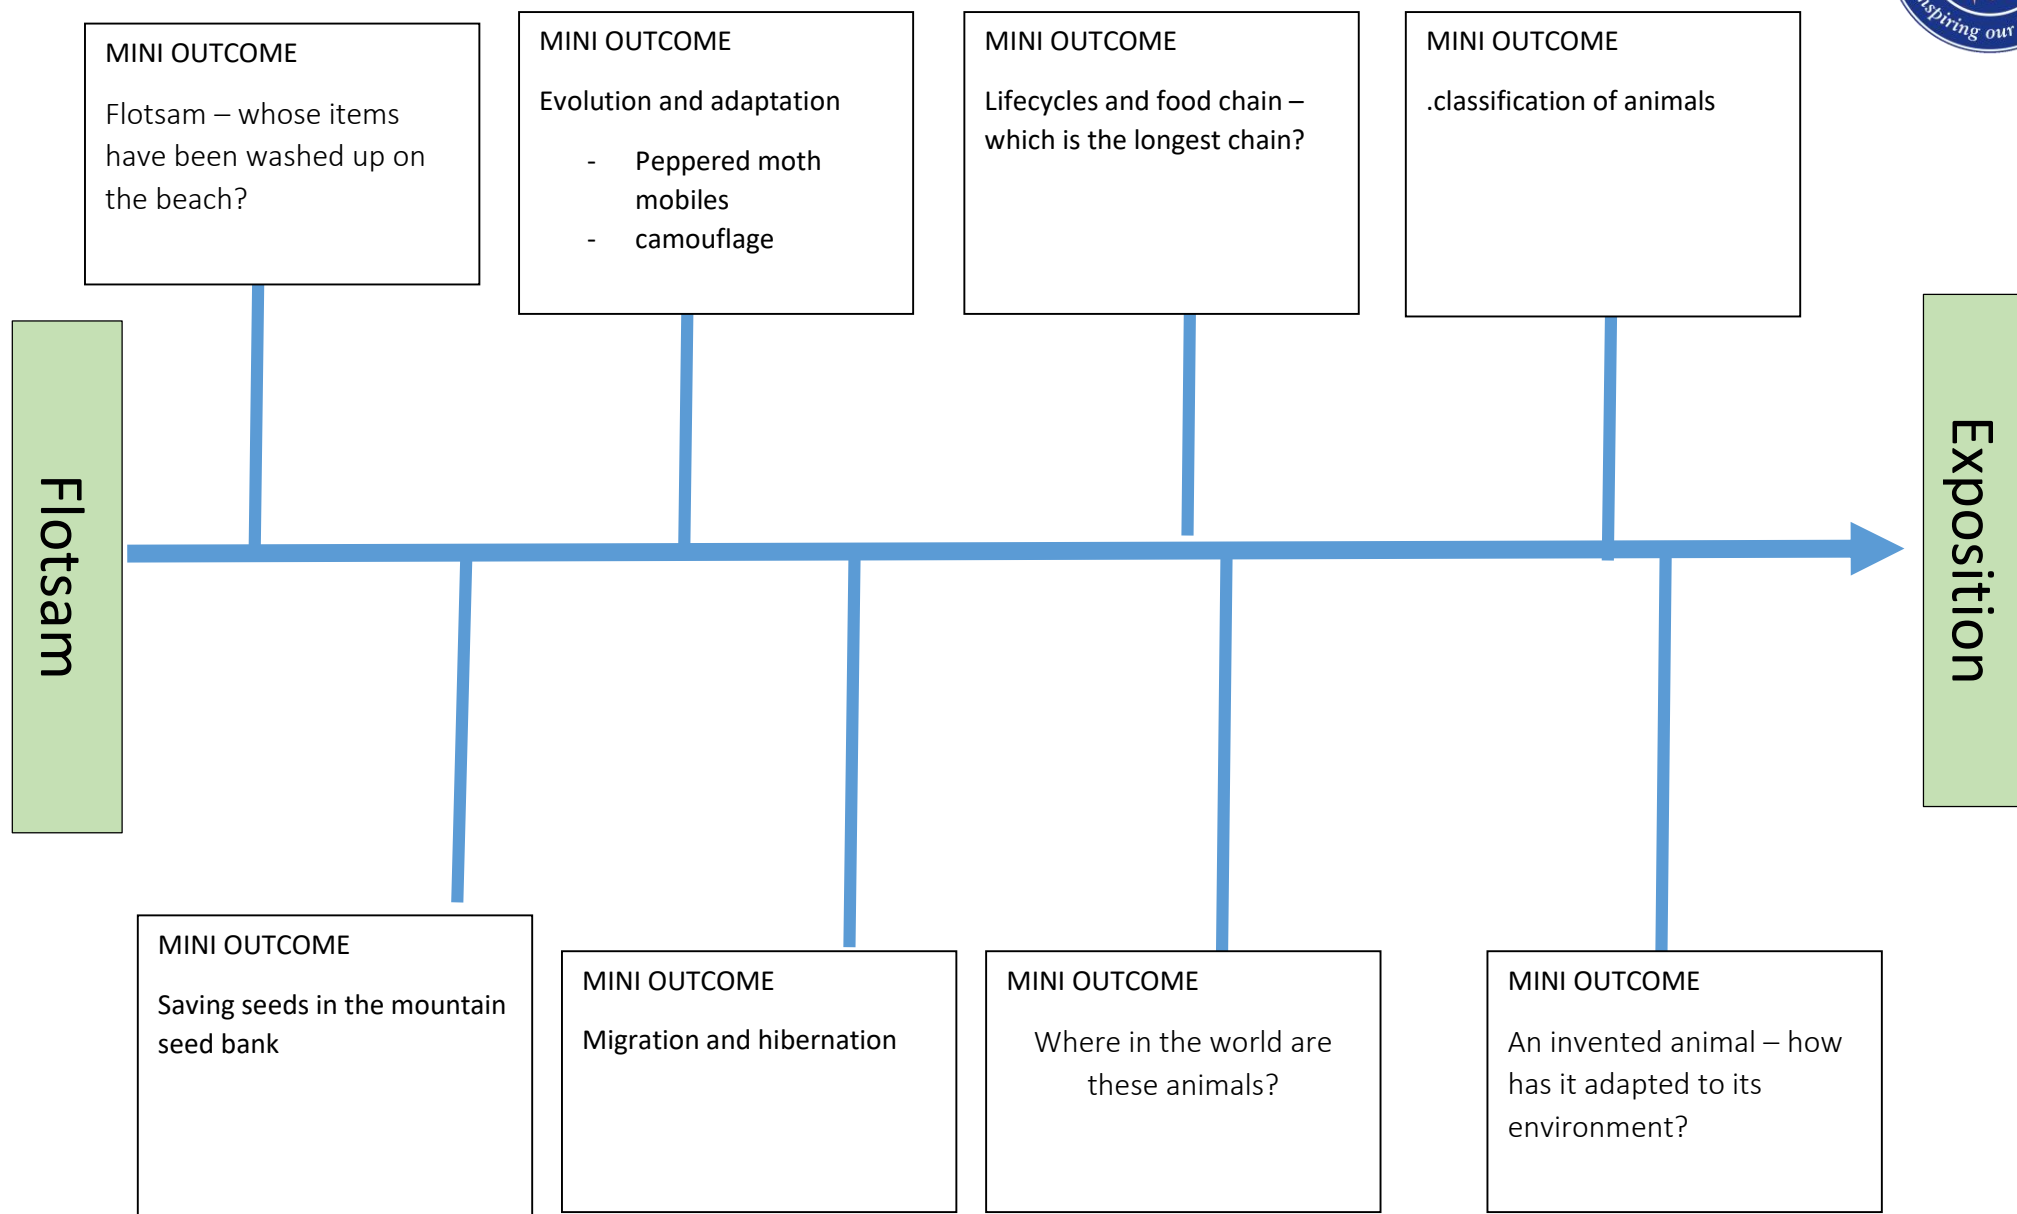 MINI OUTCOME
Flotsam – whose items
have been washed up on
the beach?
MINI OUTCOME
Evolution and adaptation
- Peppered moth
mobiles
- camouflage
MINI OUTCOME
Lifecycles and food chain –
which is the longest chain?
MINI OUTCOME
.classification of animals
nspiring our
Flotsam
Exposition
MINI OUTCOME
Saving seeds in the mountain
seed bank
MINI OUTCOME
Migration and hibernation
MINI OUTCOME
Where in the world are
these animals?
MINI OUTCOME
An invented animal – how
has it adapted to its
environment?